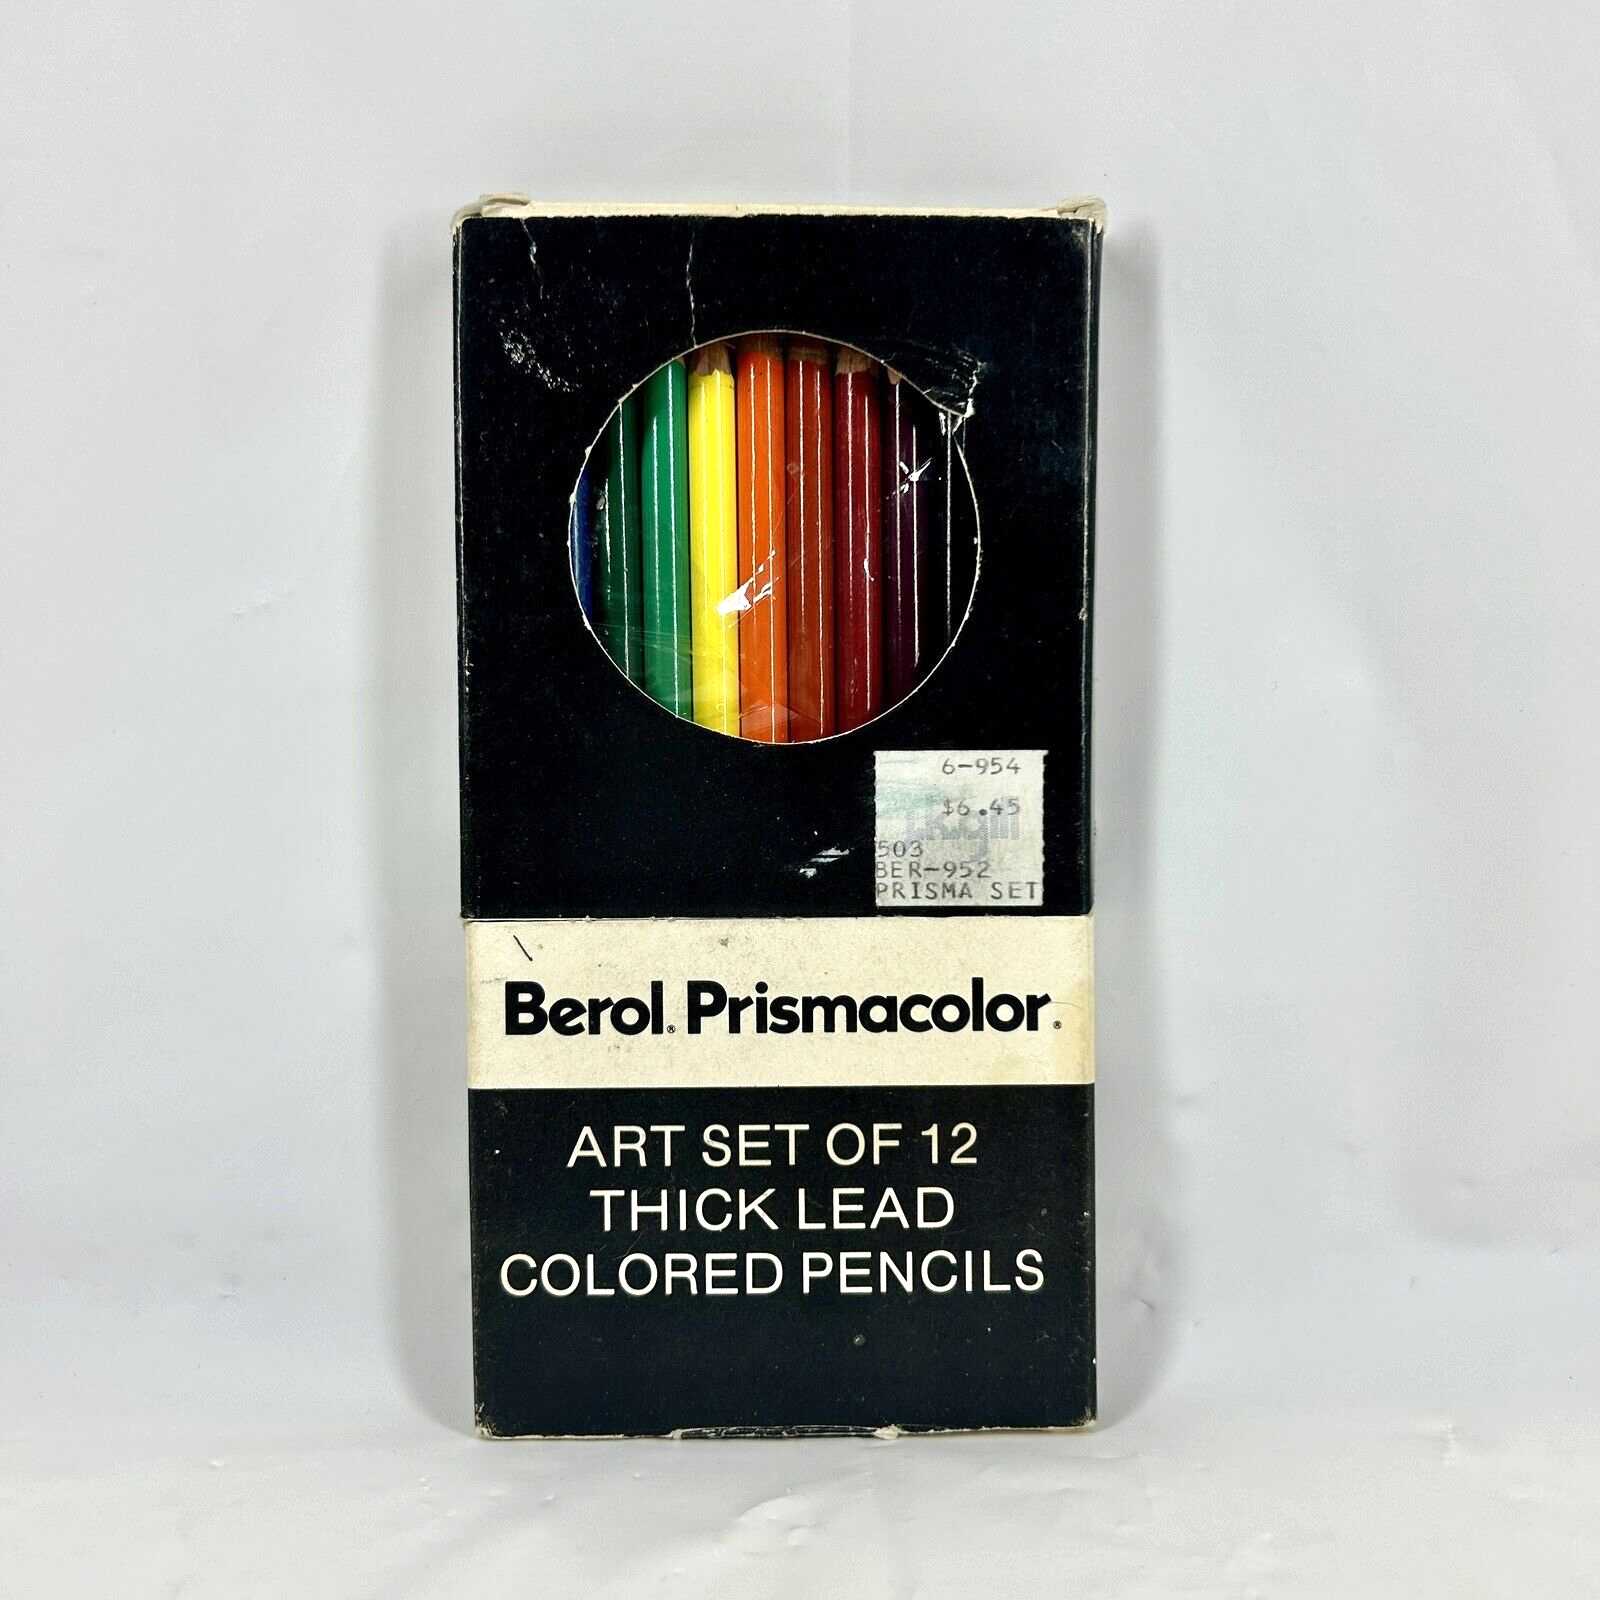 6-954
$6.45
503
BER-952
PRISMA SET
Berol® Prismacolor®
ART SET OF 12
THICK LEAD
COLORED PENCILS